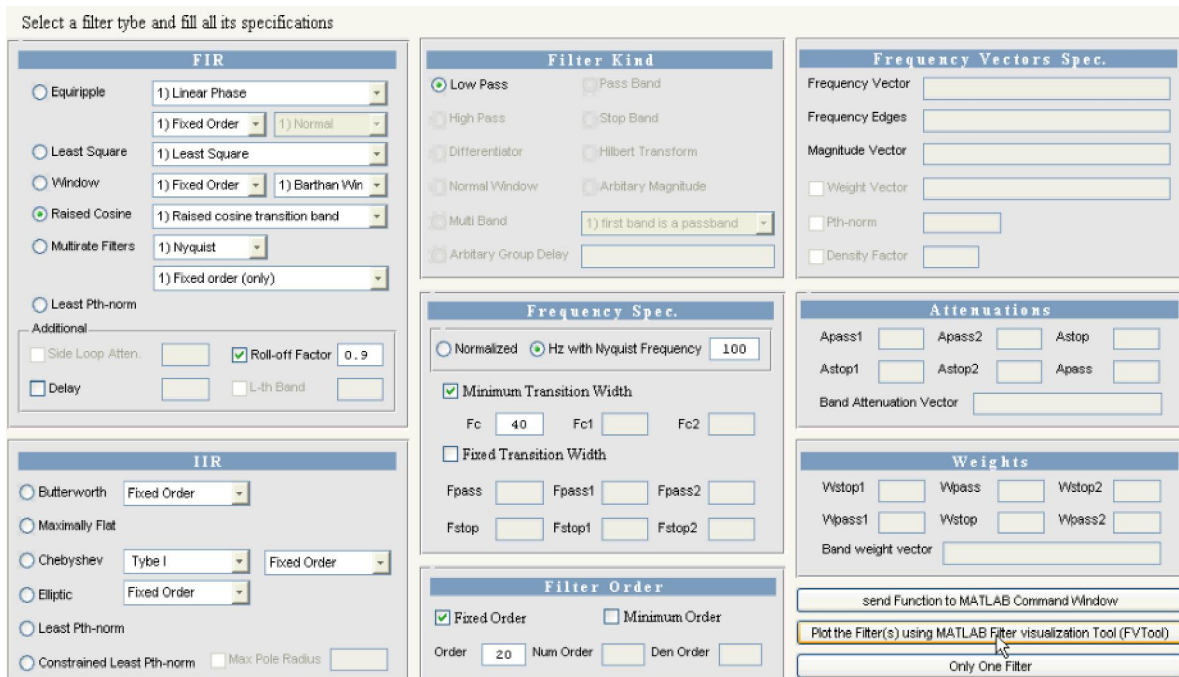 Select a filter tybe and fill all its specifications
FIR
Equiripple 1) Linear Phase
1) Fixed Order 1) Normal
Least Square 1) Least Square
Window 1) Fixed Order 1) Barthan Win
Raised Cosine 1) Raised cosine transition band
Multirate Filters 1) Nyquist
1) Fixed order (only)
Least Pth-norm
Additional
Side Loop Atten. Roll-off Factor 0.9
Delay L-th Band
IIR
Butterworth Fixed Order
Maximally Flat
Chebyshev Tybe I Fixed Order
Elliptic Fixed Order
Least Pth-norm
Constrained Least Pth-norm Max Pole Radius
Filter Kind
Low Pass Pass Band
High Pass Stop Band
Differentiator Hilbert Transform
Normal Window Arbitary Magnitude
Multi Band 1) first band is a passband
Arbitary Group Delay
Frequency Spec.
Normalized Hz with Nyquist Frequency 100
Minimum Transition Width
Fc 40 Fc1 Fc2
Fixed Transition Width
Fpass Fpass1 Fpass2
Fstop Fstop1 Fstop2
Filter Order
Fixed Order Minimum Order
Order 20 Num Order Den Order
Frequency Vectors Spec.
Frequency Vector
Frequency Edges
Magnitude Vector
Weight Vector
Pth-norm
Density Factor
Attenuations
Apass1 Apass2 Astop
Astop1 Astop2 Apass
Band Attenuation Vector
Weights
Wstop1 Wpass Wstop2
Wpass1 Wstop Wpass2
Band weight vector
send Function to MATLAB Command Window
Plot the Filter(s) using MATLAB Filter visualization Tool (FVTool)
Only One Filter